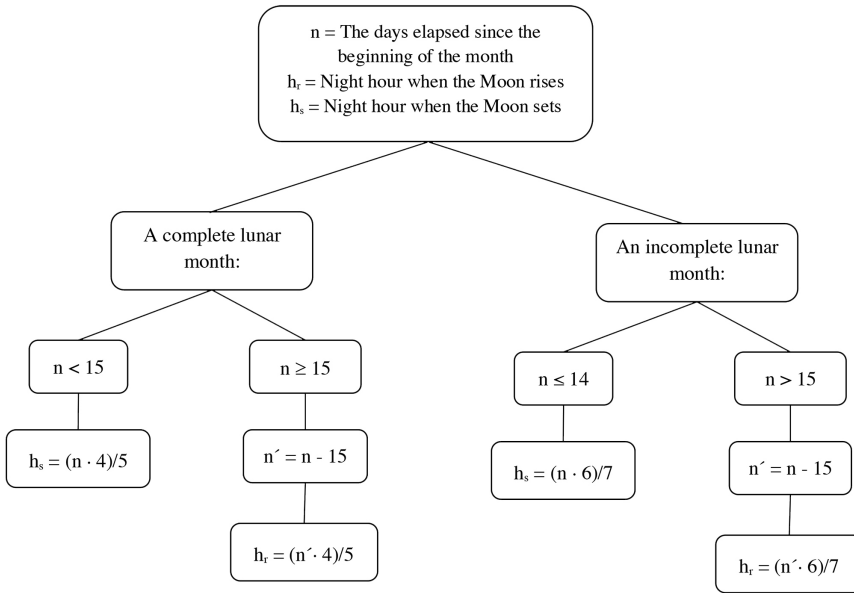 n = The days elapsed since the
beginning of the month
hᵣ = Night hour when the Moon rises
hₛ = Night hour when the Moon sets
A complete lunar
month:
An incomplete lunar
month:
n < 15
n ≥ 15
n ≤ 14
n > 15
hₛ = (n · 4)/5
n´ = n - 15
hₛ = (n · 6)/7
n´ = n - 15
hᵣ = (n´· 4)/5
hᵣ = (n´· 6)/7